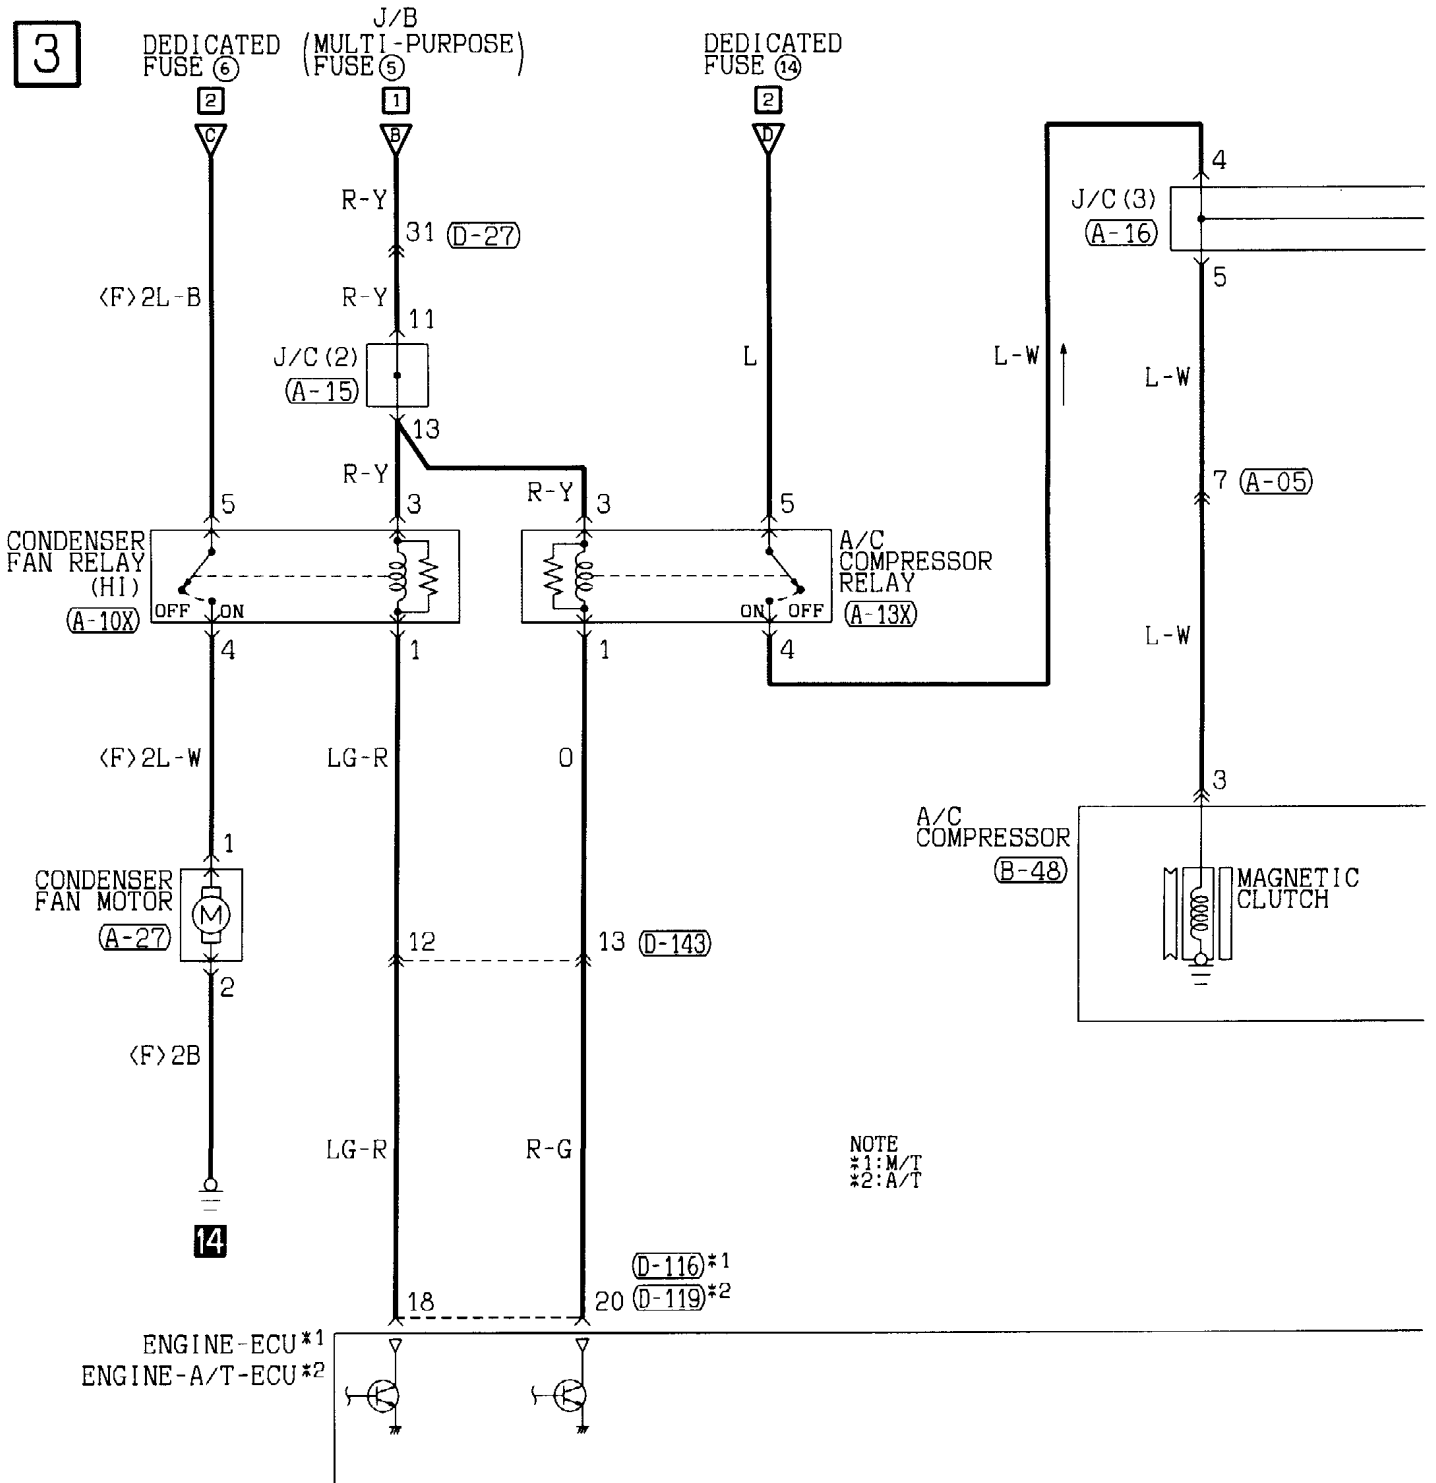 3
J/B
DEDICATED
FUSE ⑥
(MULTI-PURPOSE)
FUSE ⑤
DEDICATED
FUSE ⑭
2
1
2
C
B
D
4
R-Y
J/C (3)
A-16
31 D-27
5
<F>2L-B
R-Y
11
J/C (2)
A-15
L
L-W
L-W
13
R-Y
R-Y
7 A-05
5
3
3
5
CONDENSER
FAN RELAY
(HI)
A-10X
OFF
ON
A/C
COMPRESSOR
RELAY
A-13X
ON
OFF
4
1
1
4
L-W
<F>2L-W
LG-R
O
3
A/C
COMPRESSOR
B-48
1
CONDENSER
FAN MOTOR
A-27
M
MAGNETIC
CLUTCH
12
13 D-143
2
<F>2B
LG-R
R-G
NOTE
*1:M/T
*2:A/T
14
D-116 *1
18
20 D-119 *2
ENGINE-ECU*1
ENGINE-A/T-ECU*2